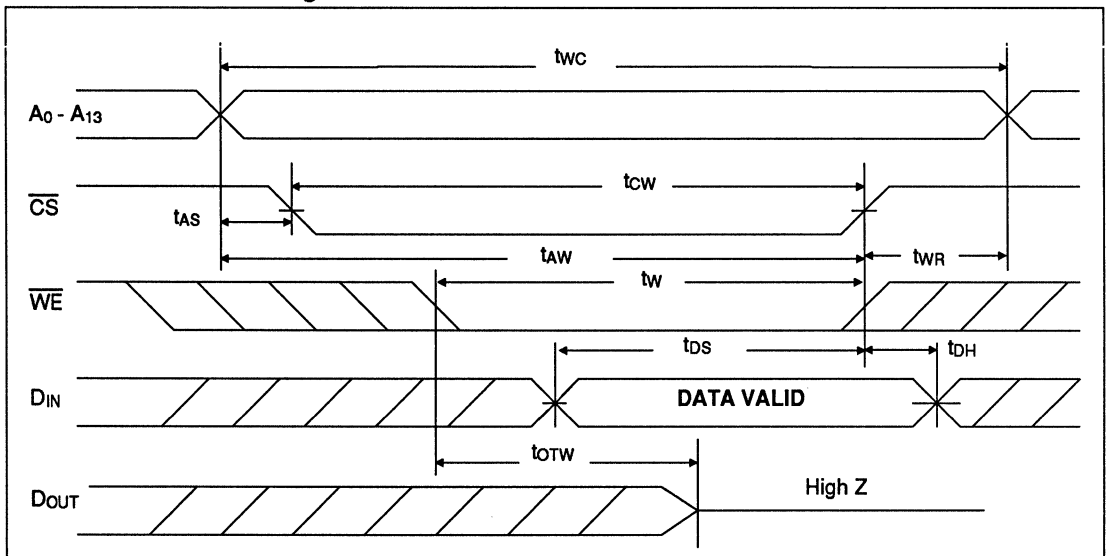 tWC
A0 - A13
tCW
CS
tAS
tAW
tWR
tW
WE
tDS
tDH
DIN
DATA VALID
tOTW
DOUT
High Z